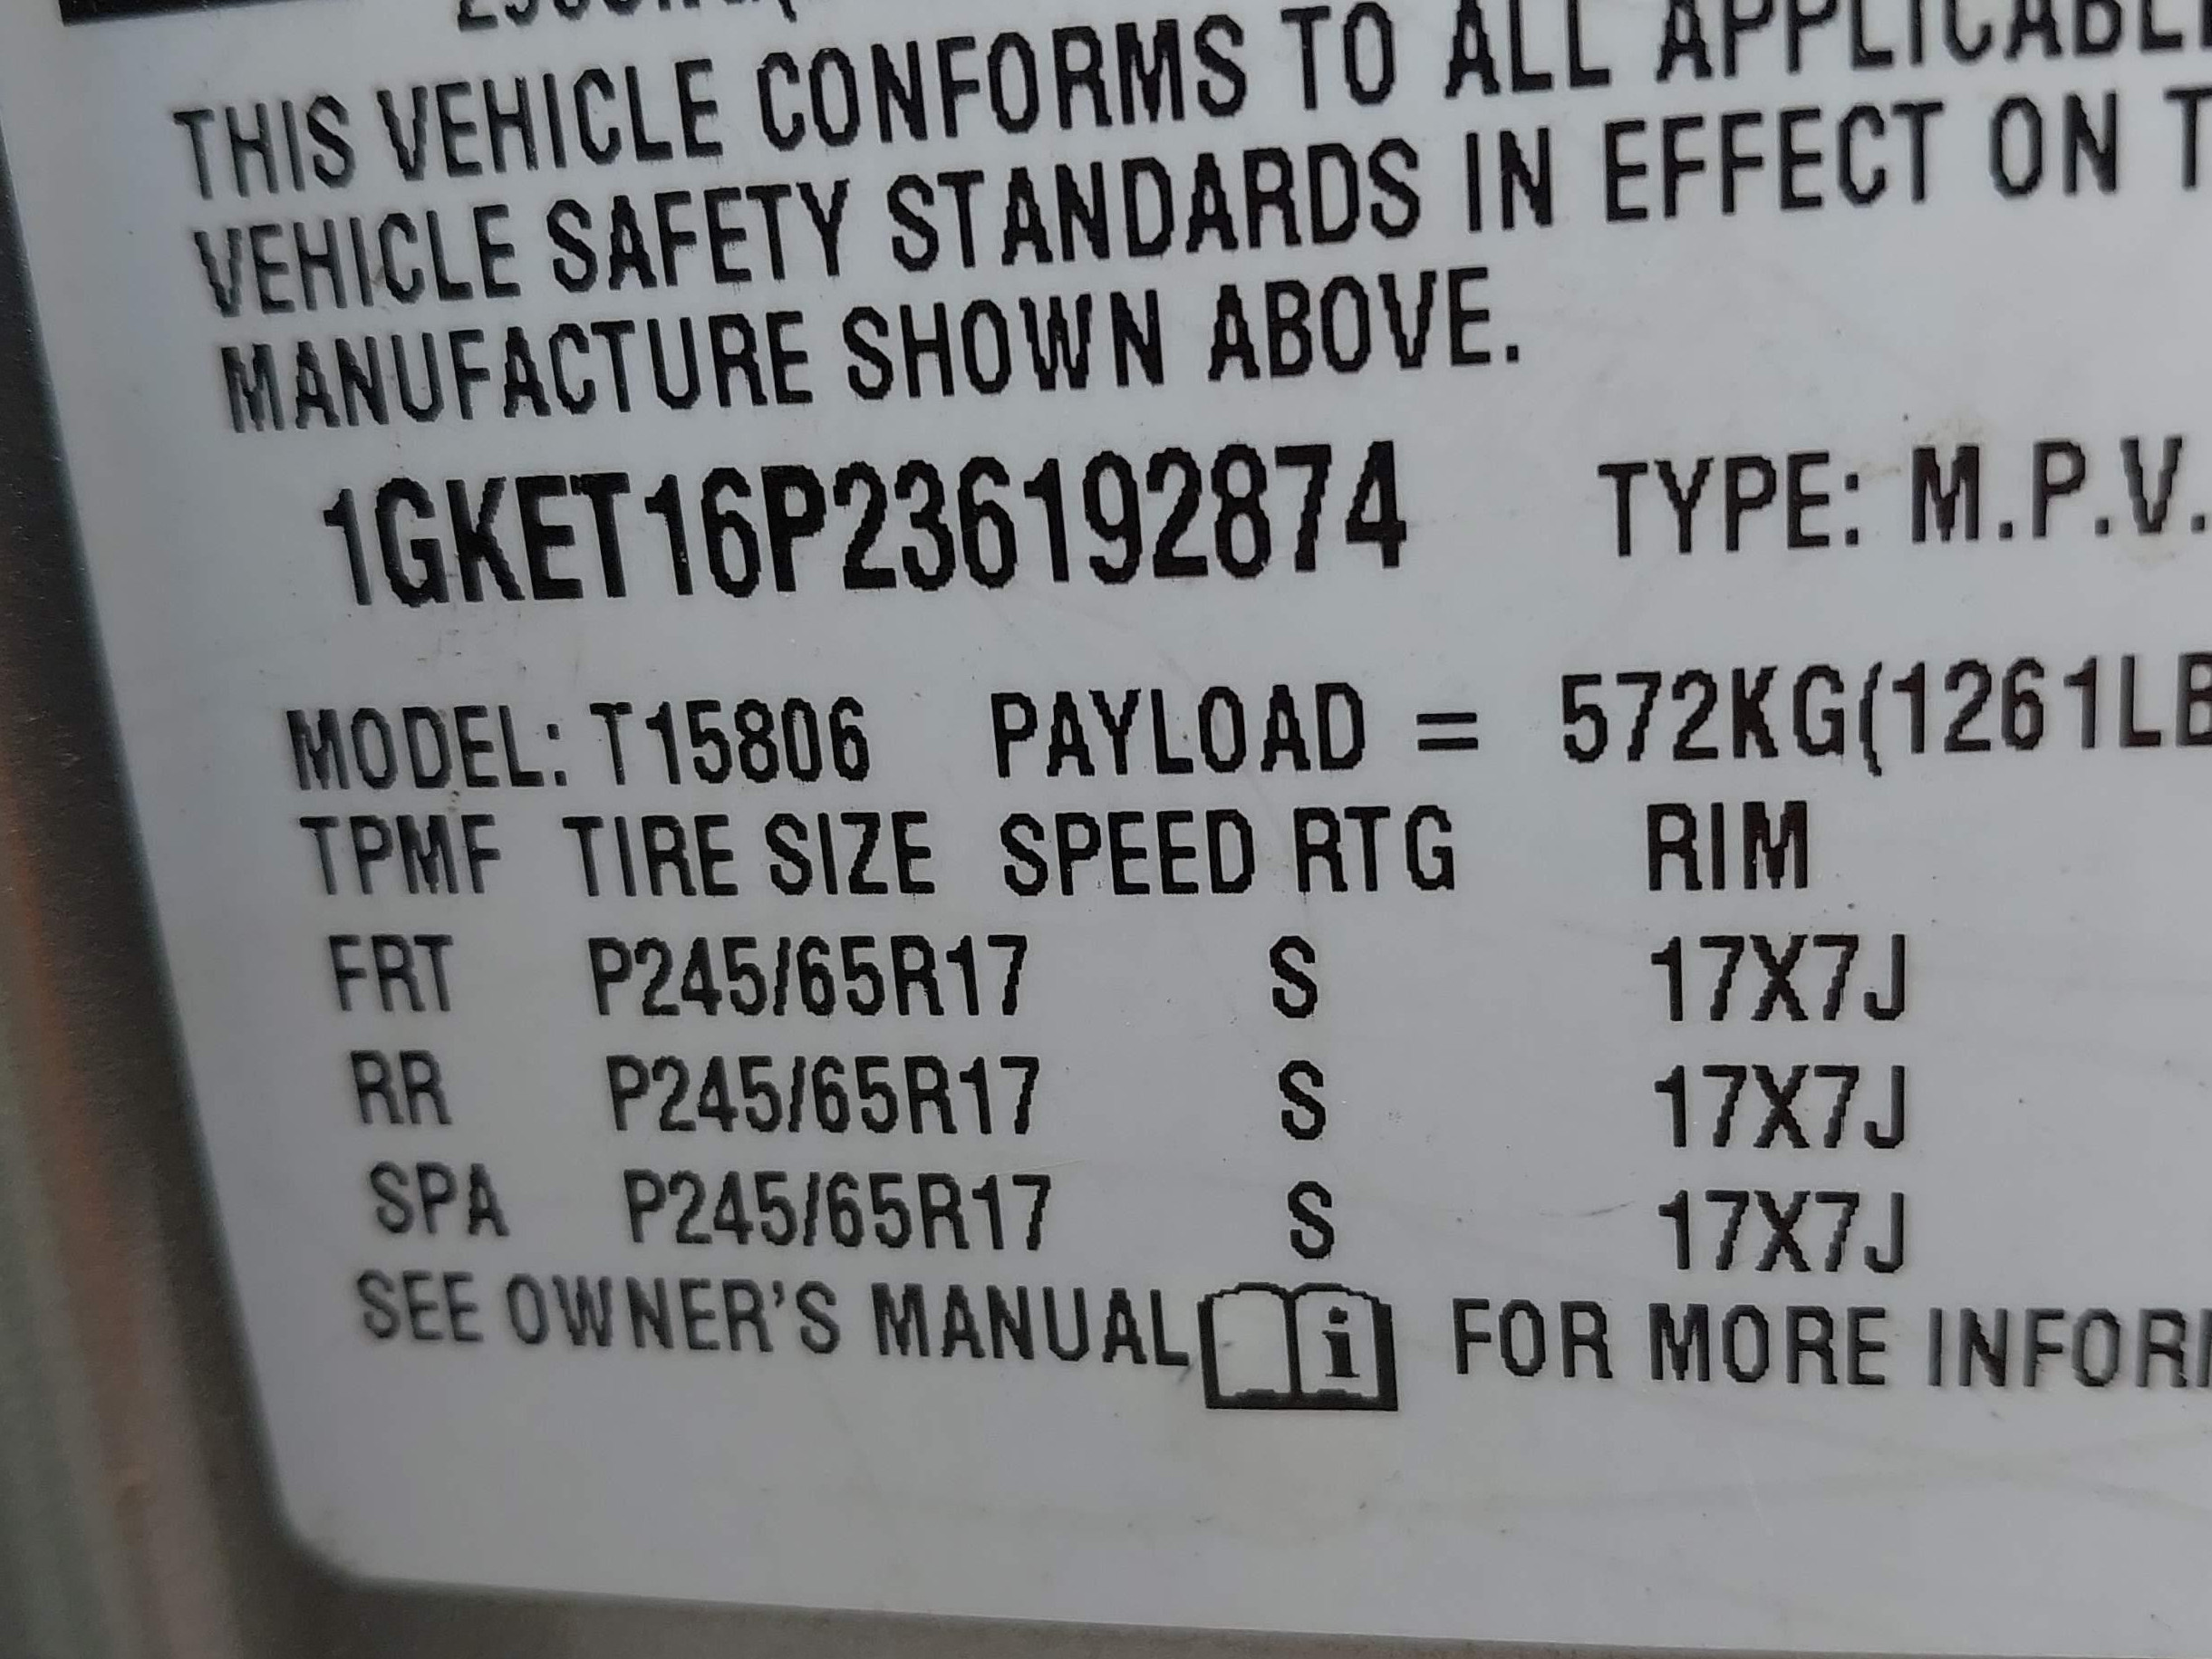 THIS VEHICLE CONFORMS TO ALL APPLICABLE
VEHICLE SAFETY STANDARDS IN EFFECT ON T
MANUFACTURE SHOWN ABOVE.
1GKET16P236192874 TYPE: M.P.V.
MODEL: T15806 PAYLOAD = 572KG(1261LB
TPMF TIRE SIZE SPEED RTG RIM
FRT P245/65R17 S 17X7J
RR P245/65R17 S 17X7J
SPA P245/65R17 S 17X7J
SEE OWNER'S MANUAL i FOR MORE INFOR